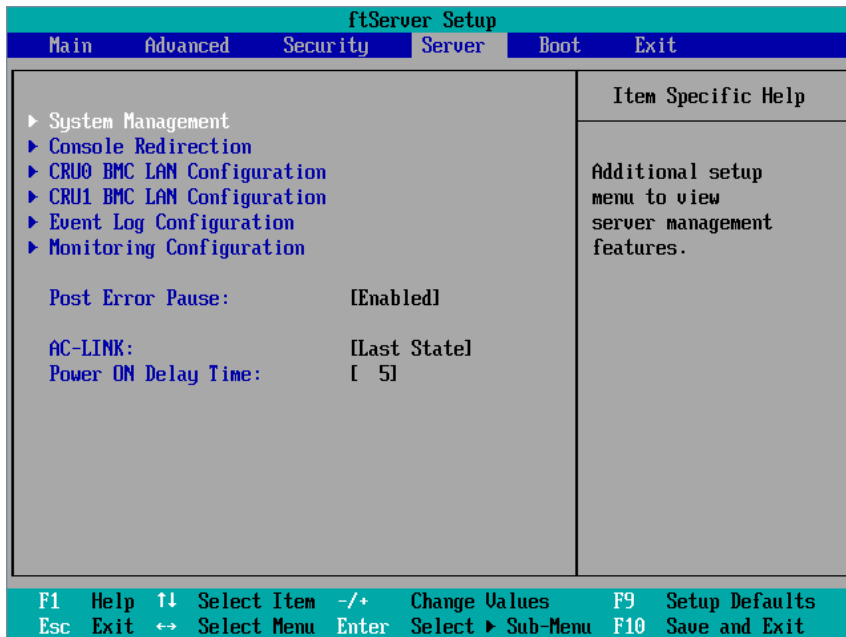 ftServer Setup
Main Advanced Security Server Boot Exit
▶ System Management
▶ Console Redirection
▶ CRU0 BMC LAN Configuration
▶ CRU1 BMC LAN Configuration
▶ Event Log Configuration
▶ Monitoring Configuration
Post Error Pause: [Enabled]
AC-LINK: [Last State]
Power ON Delay Time: [ 5]
Item Specific Help
Additional setup
menu to view
server management
features.
F1 Help ↑↓ Select Item -/+ Change Values F9 Setup Defaults
Esc Exit ↔ Select Menu Enter Select ▶ Sub-Menu F10 Save and Exit